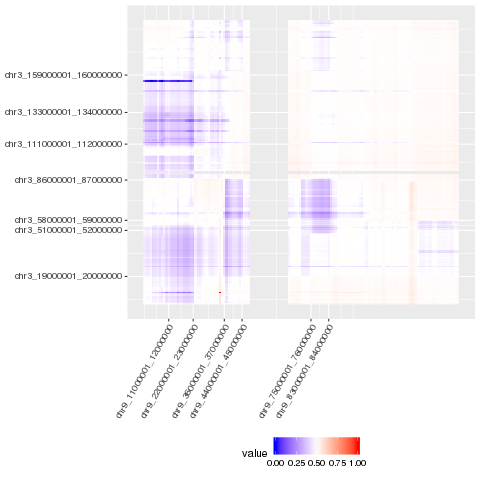 chr3_159000001_160000000
chr3_133000001_134000000
chr3_111000001_112000000
chr3_86000001_87000000
chr3_58000001_59000000
chr3_51000001_52000000
chr3_19000001_20000000
chr9_11000001_12000000
chr9_22000001_23000000
chr9_36000001_37000000
chr9_44000001_45000000
chr9_75000001_76000000
chr9_83000001_84000000
value
0.00 0.25 0.50 0.75 1.00